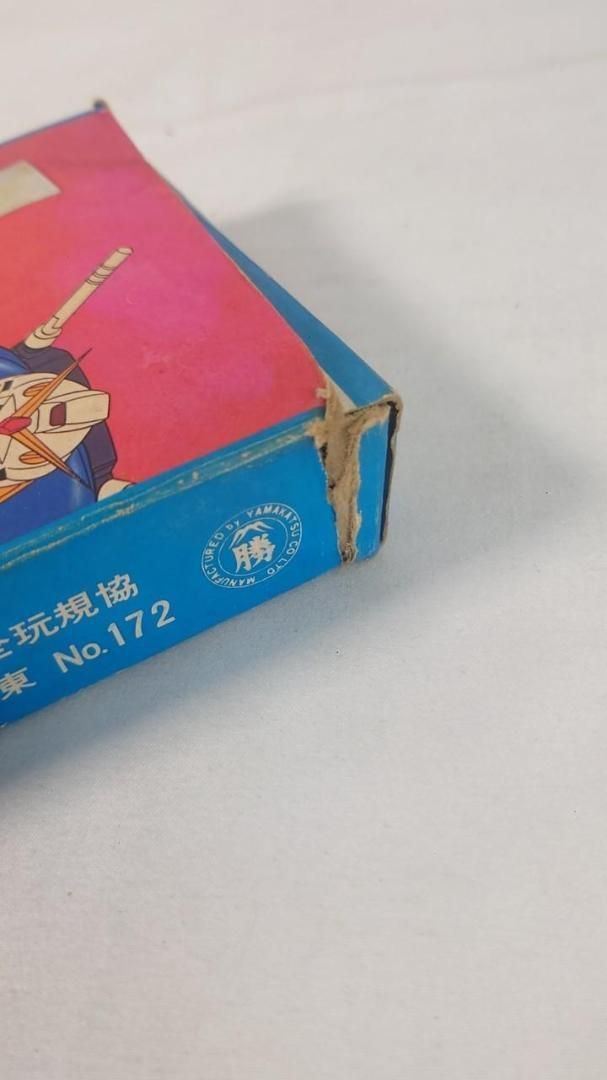 MANUFACTURED by YAMAKATSU CO LTD
勝
全玩規協
東 No.172